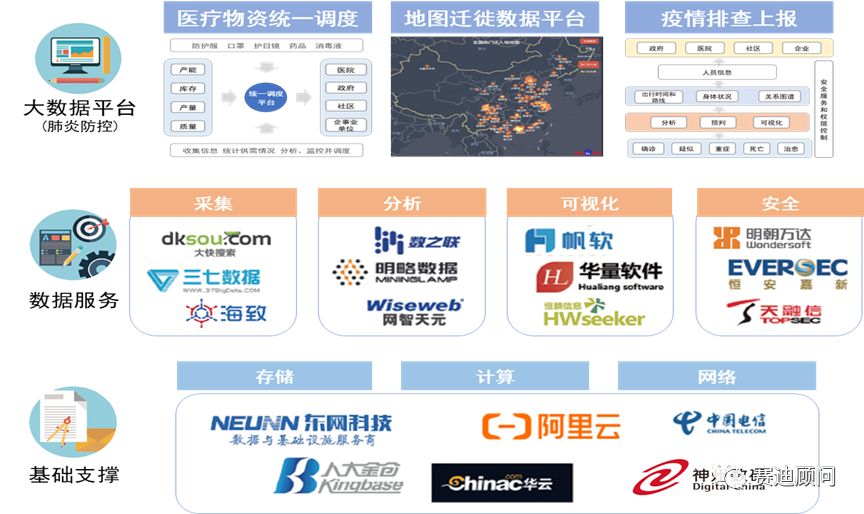 医疗物资统一调度
地图迁徙数据平台
疫情排查上报
大数据平台
(肺炎防控)
防护服 口罩 护目镜 药品 消毒液
产能
库存
产量
质量
统一调度
平台
医院
政府
社区
企事业
单位
收集信息 统计供需情况 分析、监控并调度
政府
医院
社区
企业
人员信息
出行时间和
路线
身体状况
关系图谱
分析
预判
可视化
确诊
疑似
重症
死亡
治愈
安全服务和权限控制
数据服务
采集
分析
可视化
安全
dksou.com
大快搜索
三七数据
WWW.37BigData.COM
海致
数之联
明略数据
MININGLAMP
Wiseweb
网智天元
帆软
华量软件
Hualiang software
恒麟信息
HWseeker
明朝万达
Wondersoft
EVERSEC
恒安嘉新
天融信
TOPSEC
基础支撑
存储
计算
网络
NEUNN 东网科技
数据与基础设施服务商
人大金仓
Kingbase
阿里云
Chinac.com华云
中国电信
CHINA TELECOM
Digital China
赛迪顾问